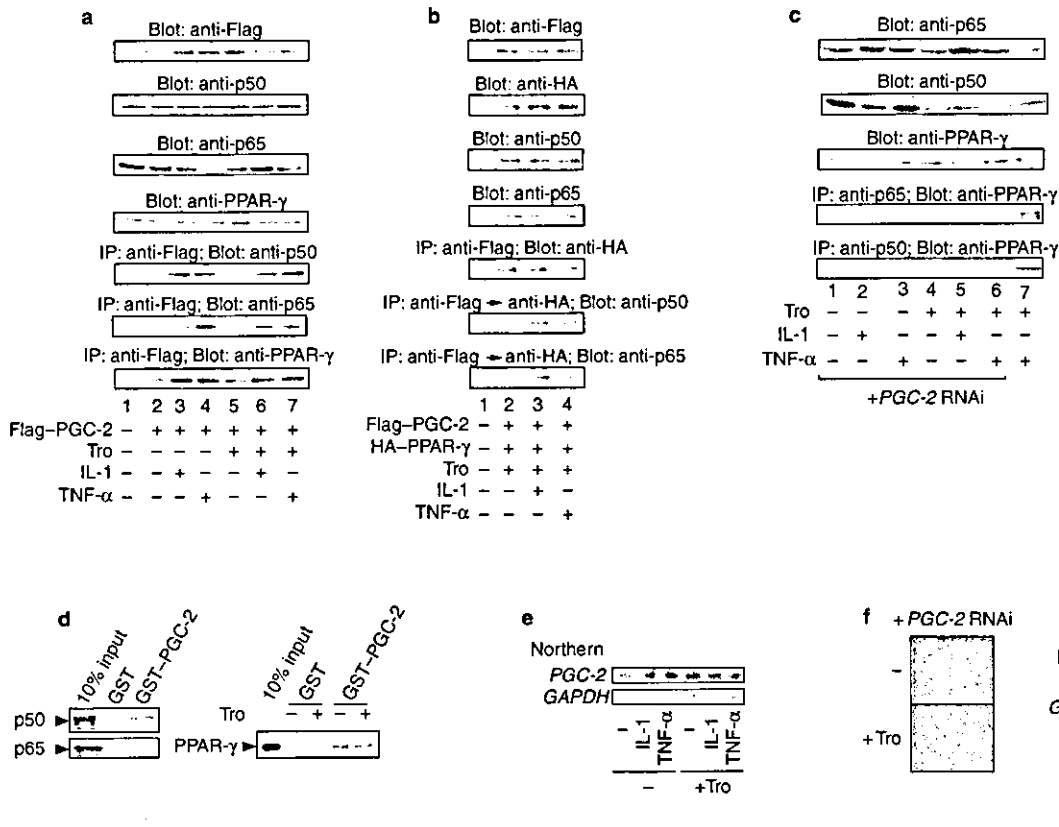 a
Blot: anti-Flag
Blot: anti-p50
Blot: anti-p65
Blot: anti-PPAR-γ
IP: anti-Flag; Blot: anti-p50
IP: anti-Flag; Blot: anti-p65
IP: anti-Flag; Blot: anti-PPAR-γ
1 2 3 4 5 6 7
Flag–PGC-2 – + + + + + +
Tro – – – – + + +
IL-1 – – + – – + –
TNF-α – – – + – – +
b
Blot: anti-Flag
Blot: anti-HA
Blot: anti-p50
Blot: anti-p65
IP: anti-Flag; Blot: anti-HA
IP: anti-Flag → anti-HA; Blot: anti-p50
IP: anti-Flag → anti-HA; Blot: anti-p65
1 2 3 4
Flag–PGC-2 – + + +
HA–PPAR-γ – + + +
Tro – + + +
IL-1 – – + –
TNF-α – – – +
c
Blot: anti-p65
Blot: anti-p50
Blot: anti-PPAR-γ
IP: anti-p65; Blot: anti-PPAR-γ
IP: anti-p50; Blot: anti-PPAR-γ
1 2 3 4 5 6 7
Tro – – – + + + +
IL-1 – + – – + – –
TNF-α – – + – – + +
+PGC-2 RNAi
d
10% input
GST
GST–PGC-2
p50
p65
10% input
GST
GST–PGC-2
Tro – + – +
PPAR-γ
e
Northern
PGC-2
GAPDH
– IL-1 TNF-α – IL-1 TNF-α
– +Tro
f
+ PGC-2 RNAi
–
+Tro
G